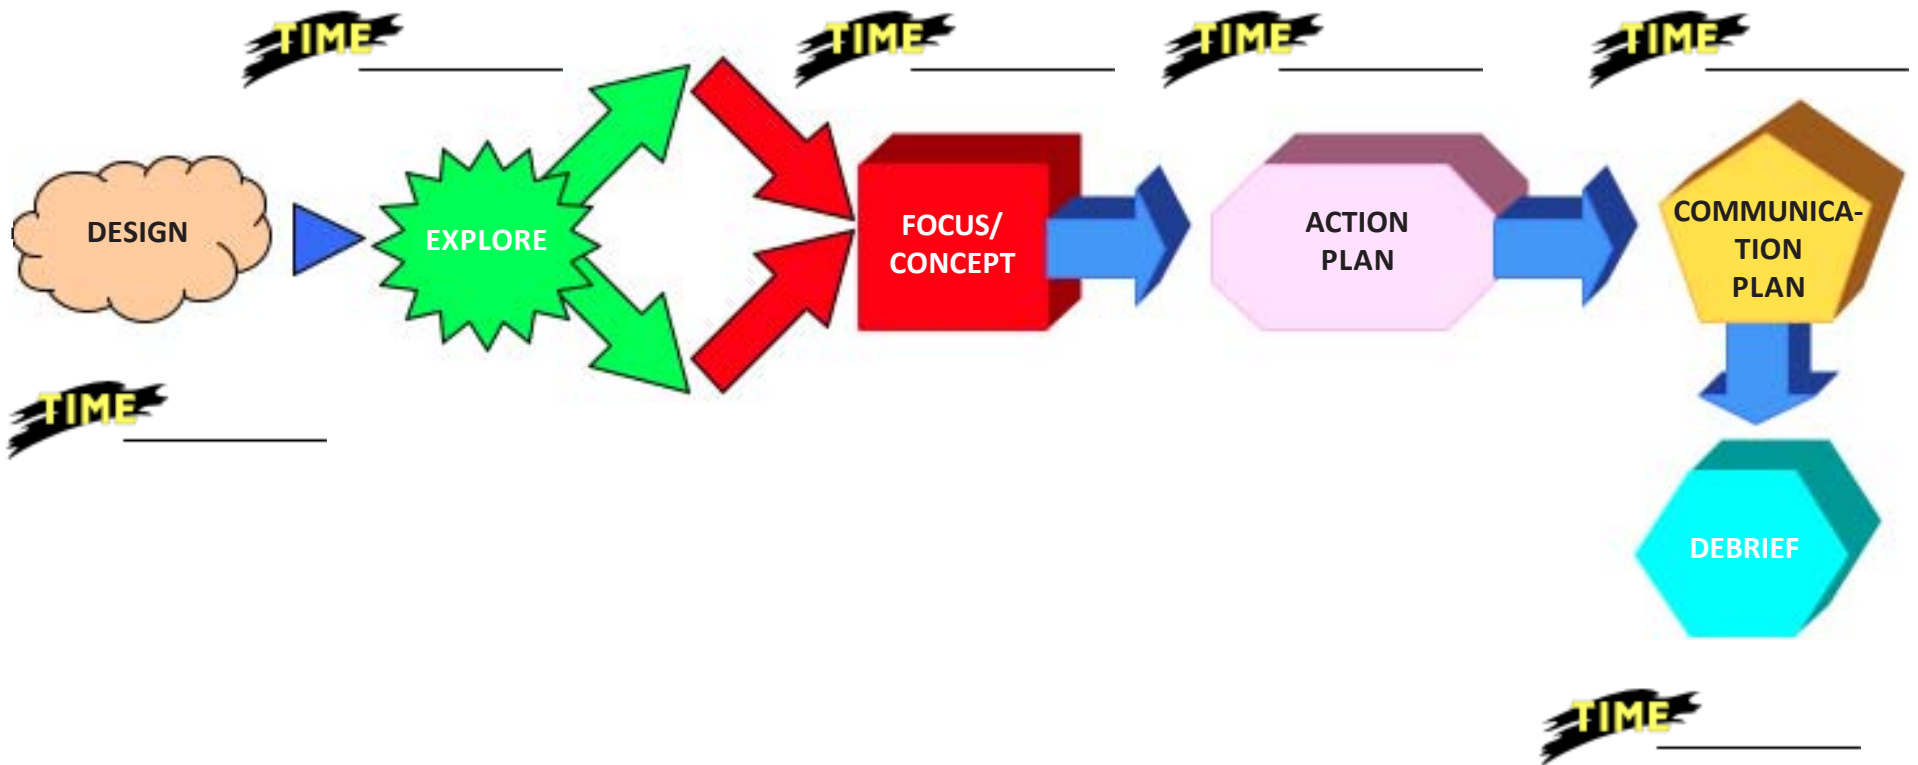 TIME
TIME
TIME
TIME
DESIGN
EXPLORE
FOCUS/
CONCEPT
ACTION
PLAN
COMMUNICA-
TION
PLAN
TIME
DEBRIEF
TIME